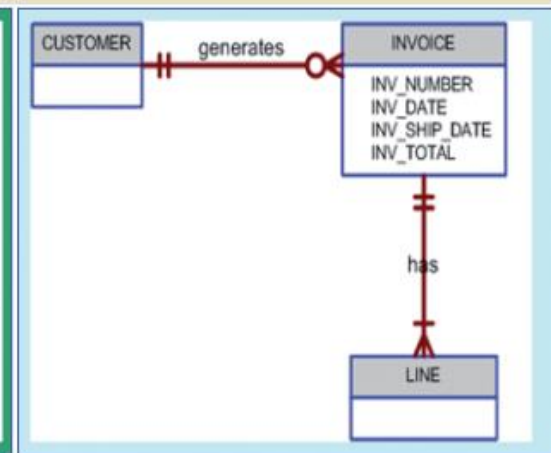 CUSTOMER
generates
INVOICE
INV_NUMBER
INV_DATE
INV_SHIP_DATE
INV_TOTAL
has
LINE